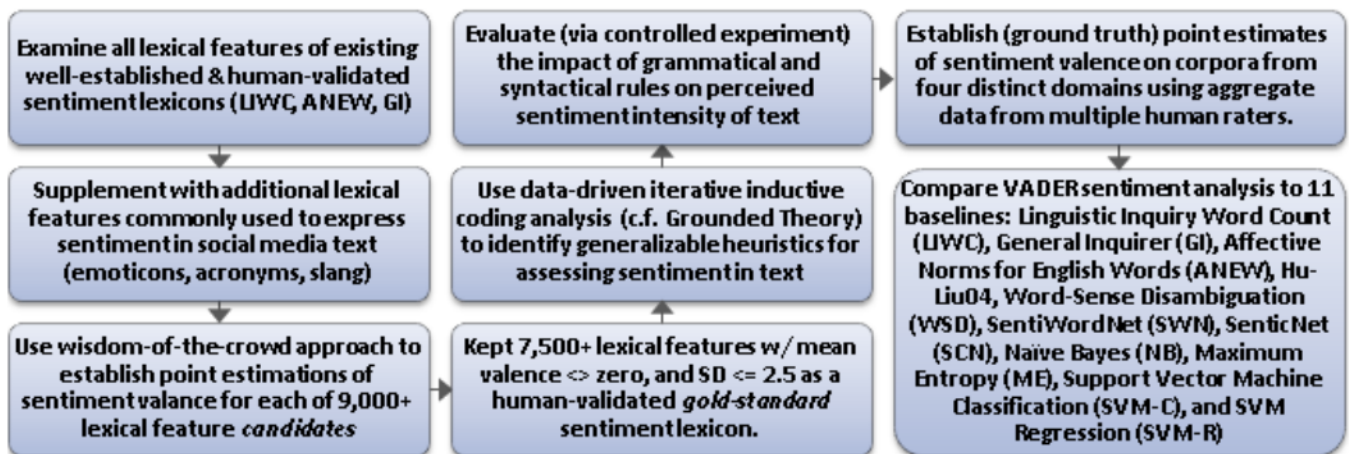 Examine all lexical features of existing
well-established & human-validated
sentiment lexicons (LIWC, ANEW, GI)
Supplement with additional lexical
features commonly used to express
sentiment in social media text
(emoticons, acronyms, slang)
Use wisdom-of-the-crowd approach to
establish point estimations of
sentiment valance for each of 9,000+
lexical feature candidates
Kept 7,500+ lexical features w/ mean
valence <> zero, and SD <= 2.5 as a
human-validated gold-standard
sentiment lexicon.
Use data-driven iterative inductive
coding analysis (c.f. Grounded Theory)
to identify generalizable heuristics for
assessing sentiment in text
Evaluate (via controlled experiment)
the impact of grammatical and
syntactical rules on perceived
sentiment intensity of text
Establish (ground truth) point estimates
of sentiment valence on corpora from
four distinct domains using aggregate
data from multiple human raters.
Compare VADER sentiment analysis to 11
baselines: Linguistic Inquiry Word Count
(LIWC), General Inquirer (GI), Affective
Norms for English Words (ANEW), Hu-
Liu04, Word-Sense Disambiguation
(WSD), SentiWordNet (SWN), SenticNet
(SCN), Naïve Bayes (NB), Maximum
Entropy (ME), Support Vector Machine
Classification (SVM-C), and SVM
Regression (SVM-R)